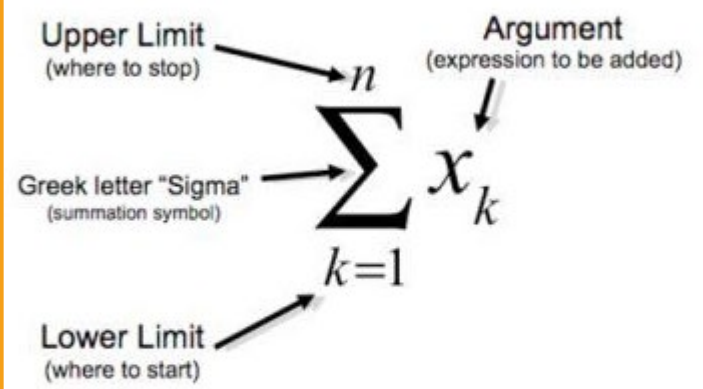 Upper Limit
(where to stop)
Argument
(expression to be added)
n
Greek letter “Sigma”
(summation symbol)
∑ x_k
k=1
Lower Limit
(where to start)